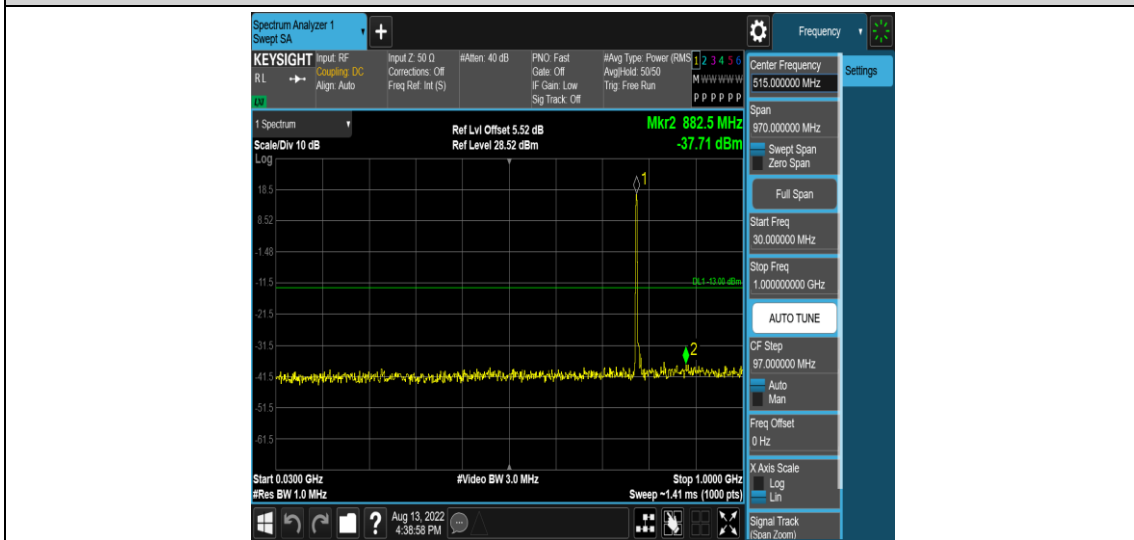 Spectrum Analyzer 1
Swept SA
+
Frequency
KEYSIGHT
RL
LXI
Input: RF
Coupling: DC
Align: Auto
Input Z: 50 Ω
Corrections: Off
Freq Ref: Int (S)
#Atten: 40 dB
PNO: Fast
Gate: Off
IF Gain: Low
Sig Track: Off
#Avg Type: Power (RMS
Avg|Hold: 50/50
Trig: Free Run
1 2 3 4 5 6
M W W W W W
P P P P P P
1 Spectrum
Scale/Div 10 dB
Log
Ref Lvl Offset 5.52 dB
Ref Level 28.52 dBm
Mkr2 882.5 MHz
-37.71 dBm
1
18.5
8.52
-1.48
-11.5
DL1 -13.00 dBm
-21.5
-31.5
2
-41.5
-51.5
-61.5
Start 0.0300 GHz
#Res BW 1.0 MHz
#Video BW 3.0 MHz
Stop 1.0000 GHz
Sweep ~1.41 ms (1000 pts)
?
Aug 13, 2022
4:38:58 PM
Center Frequency
515.000000 MHz
Settings
Span
970.000000 MHz
Swept Span
Zero Span
Full Span
Start Freq
30.000000 MHz
Stop Freq
1.000000000 GHz
AUTO TUNE
CF Step
97.000000 MHz
Auto
Man
Freq Offset
0 Hz
X Axis Scale
Log
Lin
Signal Track
(Span Zoom)